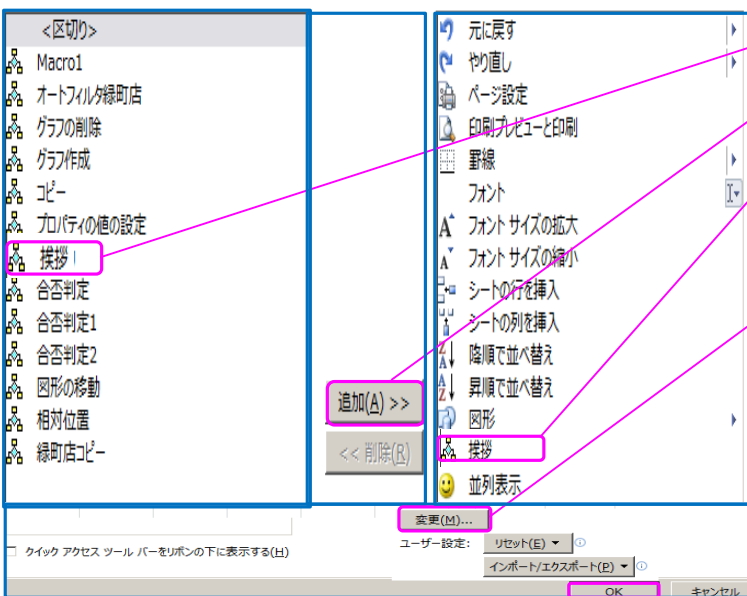 <区切り>
Macro1
オートフィルタ緑町店
グラフの削除
グラフ作成
コピー
プロパティの値の設定
挨拶
合否判定
合否判定1
合否判定2
図形の移動
相対位置
緑町店コピー
追加(A) >>
<< 削除(R)
元に戻す
やり直し
ページ設定
印刷プレビューと印刷
罫線
フォント
フォント サイズの拡大
フォント サイズの縮小
シートの行を挿入
シートの列を挿入
降順で並べ替え
昇順で並べ替え
図形
挨拶
並列表示
変更(M)...
クイック アクセス ツール バーをリボンの下に表示する(H)
ユーザー設定: リセット(E)
インポート/エクスポート(P)
OK キャンセル